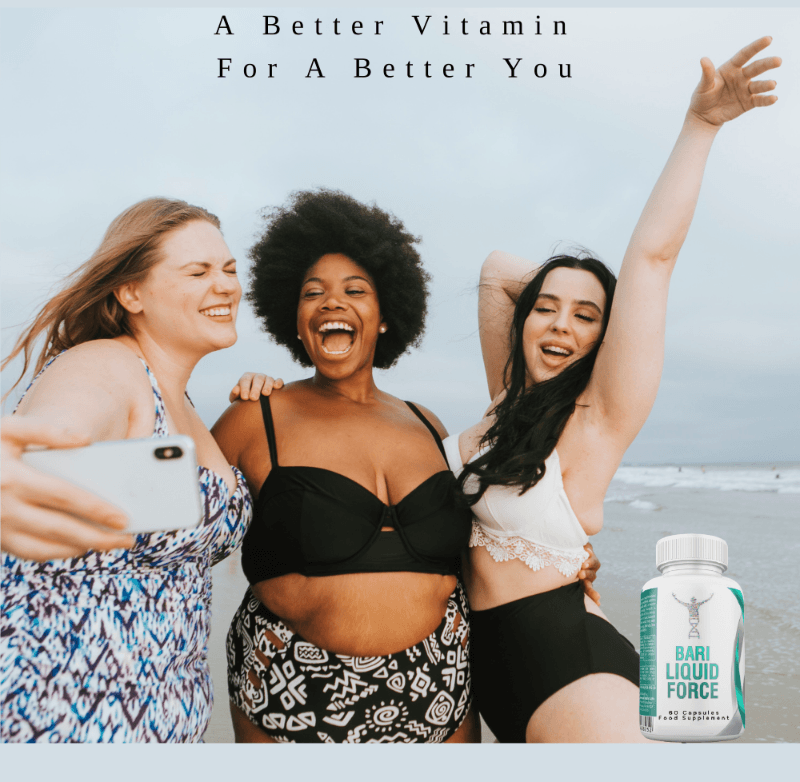 A Better Vitamin
For A Better You
BARI
LIQUID
FORCE
60 Capsules
Food Supplement